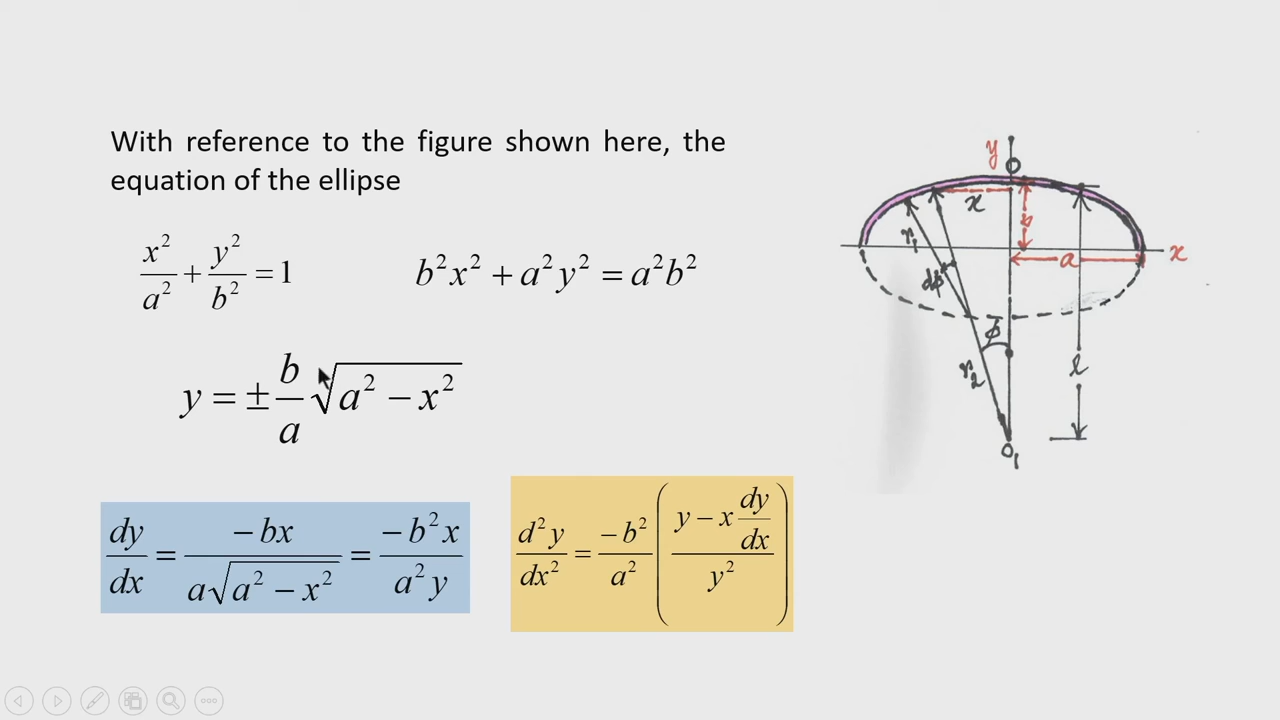 With reference to the figure shown here, the
equation of the ellipse
x²/a² + y²/b² = 1
b²x² + a²y² = a²b²
y = ± b/a √(a² − x²)
dy/dx = −bx / (a√(a² − x²)) = −b²x / (a²y)
d²y/dx² = −b²/a² ((y − x dy/dx) / y²)
y
O
x
r₁
b
a
x
dϕ
ϕ
r₂
l
O₁